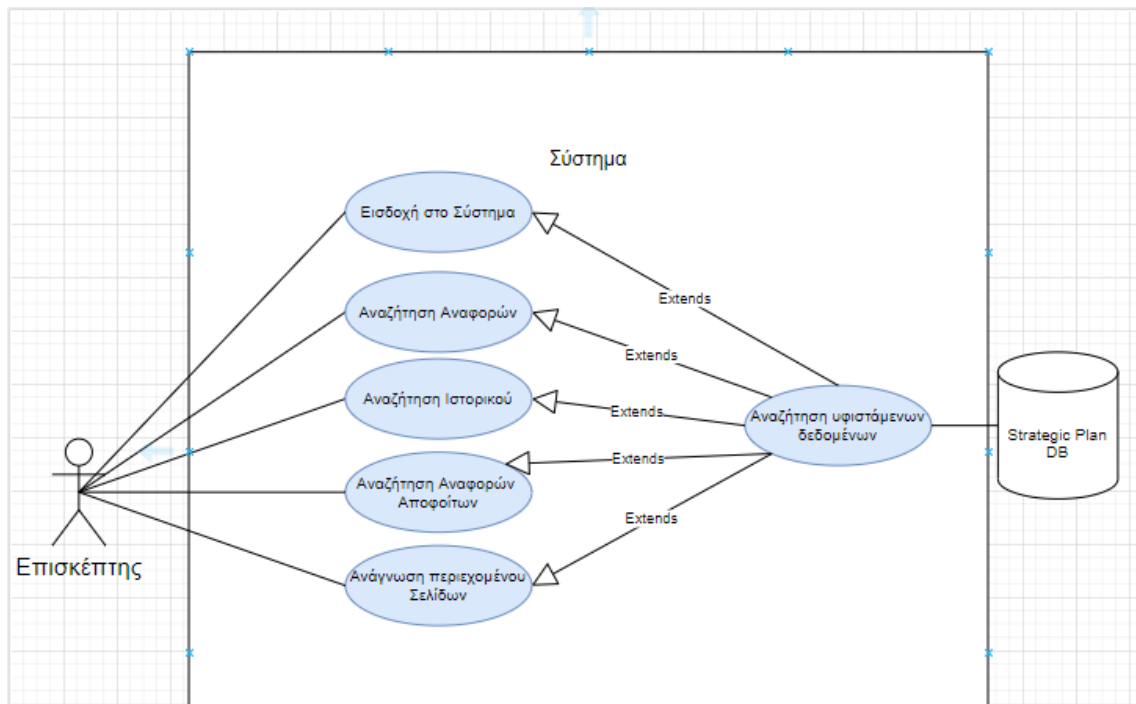 Σύστημα
Εισδοχή στο Σύστημα
Extends
Αναζήτηση Αναφορών
Extends
Αναζήτηση Ιστορικού
Extends
Αναζήτηση υφιστάμενων
δεδομένων
Strategic Plan
DB
Extends
Αναζήτηση Αναφορών
Αποφοίτων
Extends
Επισκέπτης
Ανάγνωση περιεχομένου
Σελίδων